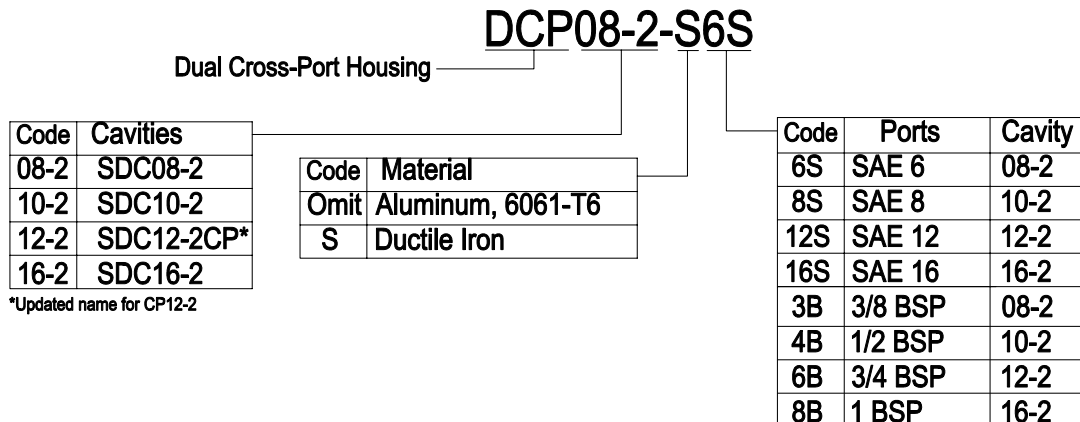 DCP08-2-S6S
Dual Cross-Port Housing
Code Cavities
08-2 SDC08-2
10-2 SDC10-2
12-2 SDC12-2CP*
16-2 SDC16-2
*Updated name for CP12-2
Code Material
Omit Aluminum, 6061-T6
S Ductile Iron
Code Ports Cavity
6S SAE 6 08-2
8S SAE 8 10-2
12S SAE 12 12-2
16S SAE 16 16-2
3B 3/8 BSP 08-2
4B 1/2 BSP 10-2
6B 3/4 BSP 12-2
8B 1 BSP 16-2